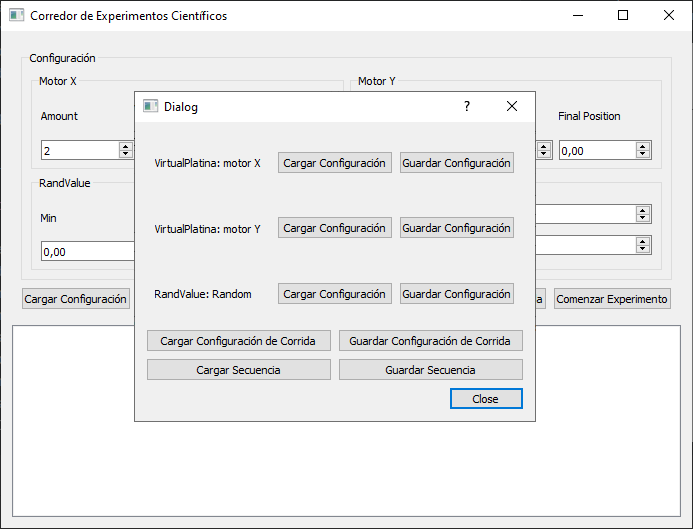 Corredor de Experimentos Científicos
Configuración
Motor X
Motor Y
Amount
Final Position
2
0,00
RandValue
Min
0,00
Cargar Configuración
Comenzar Experimento
Dialog
?
VirtualPlatina: motor X
Cargar Configuración
Guardar Configuración
VirtualPlatina: motor Y
Cargar Configuración
Guardar Configuración
RandValue: Random
Cargar Configuración
Guardar Configuración
Cargar Configuración de Corrida
Guardar Configuración de Corrida
Cargar Secuencia
Guardar Secuencia
Close